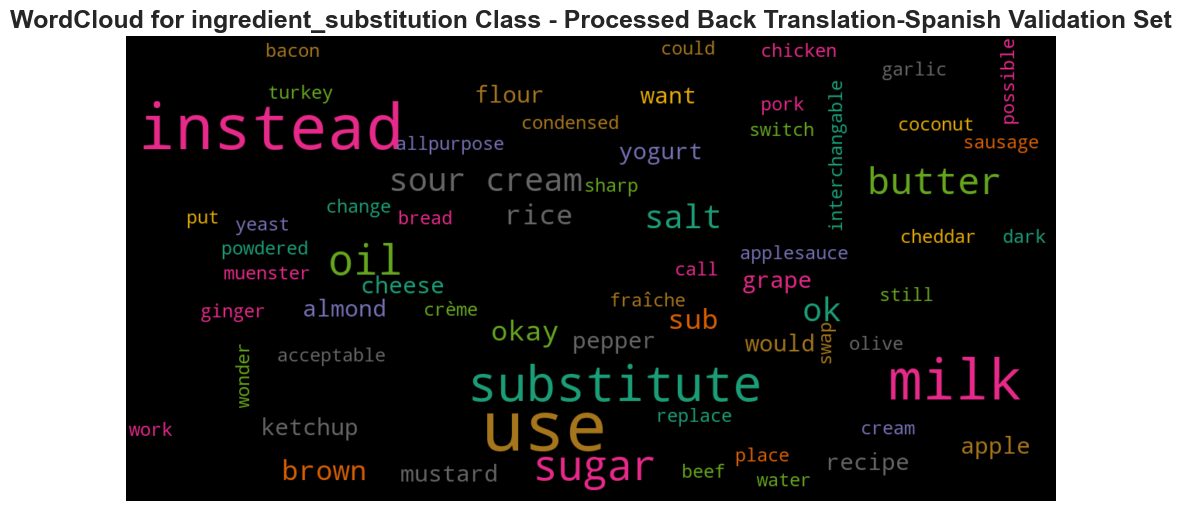 WordCloud for ingredient_substitution Class - Processed Back Translation-Spanish Validation Set
bacon
could
chicken
possible
garlic
turkey
flour
want
pork
interchangable
instead
condensed
switch
coconut
allpurpose
yogurt
sausage
sour cream
sharp
butter
change
put
yeast
bread
rice
salt
powdered
cheddar
dark
muenster
oil
cheese
call
applesauce
grape
ginger
almond
crème
fraîche
still
sub
ok
okay
pepper
would
swap
olive
wonder
acceptable
substitute
milk
work
ketchup
use
replace
cream
brown
mustard
sugar
beef
place
water
recipe
apple